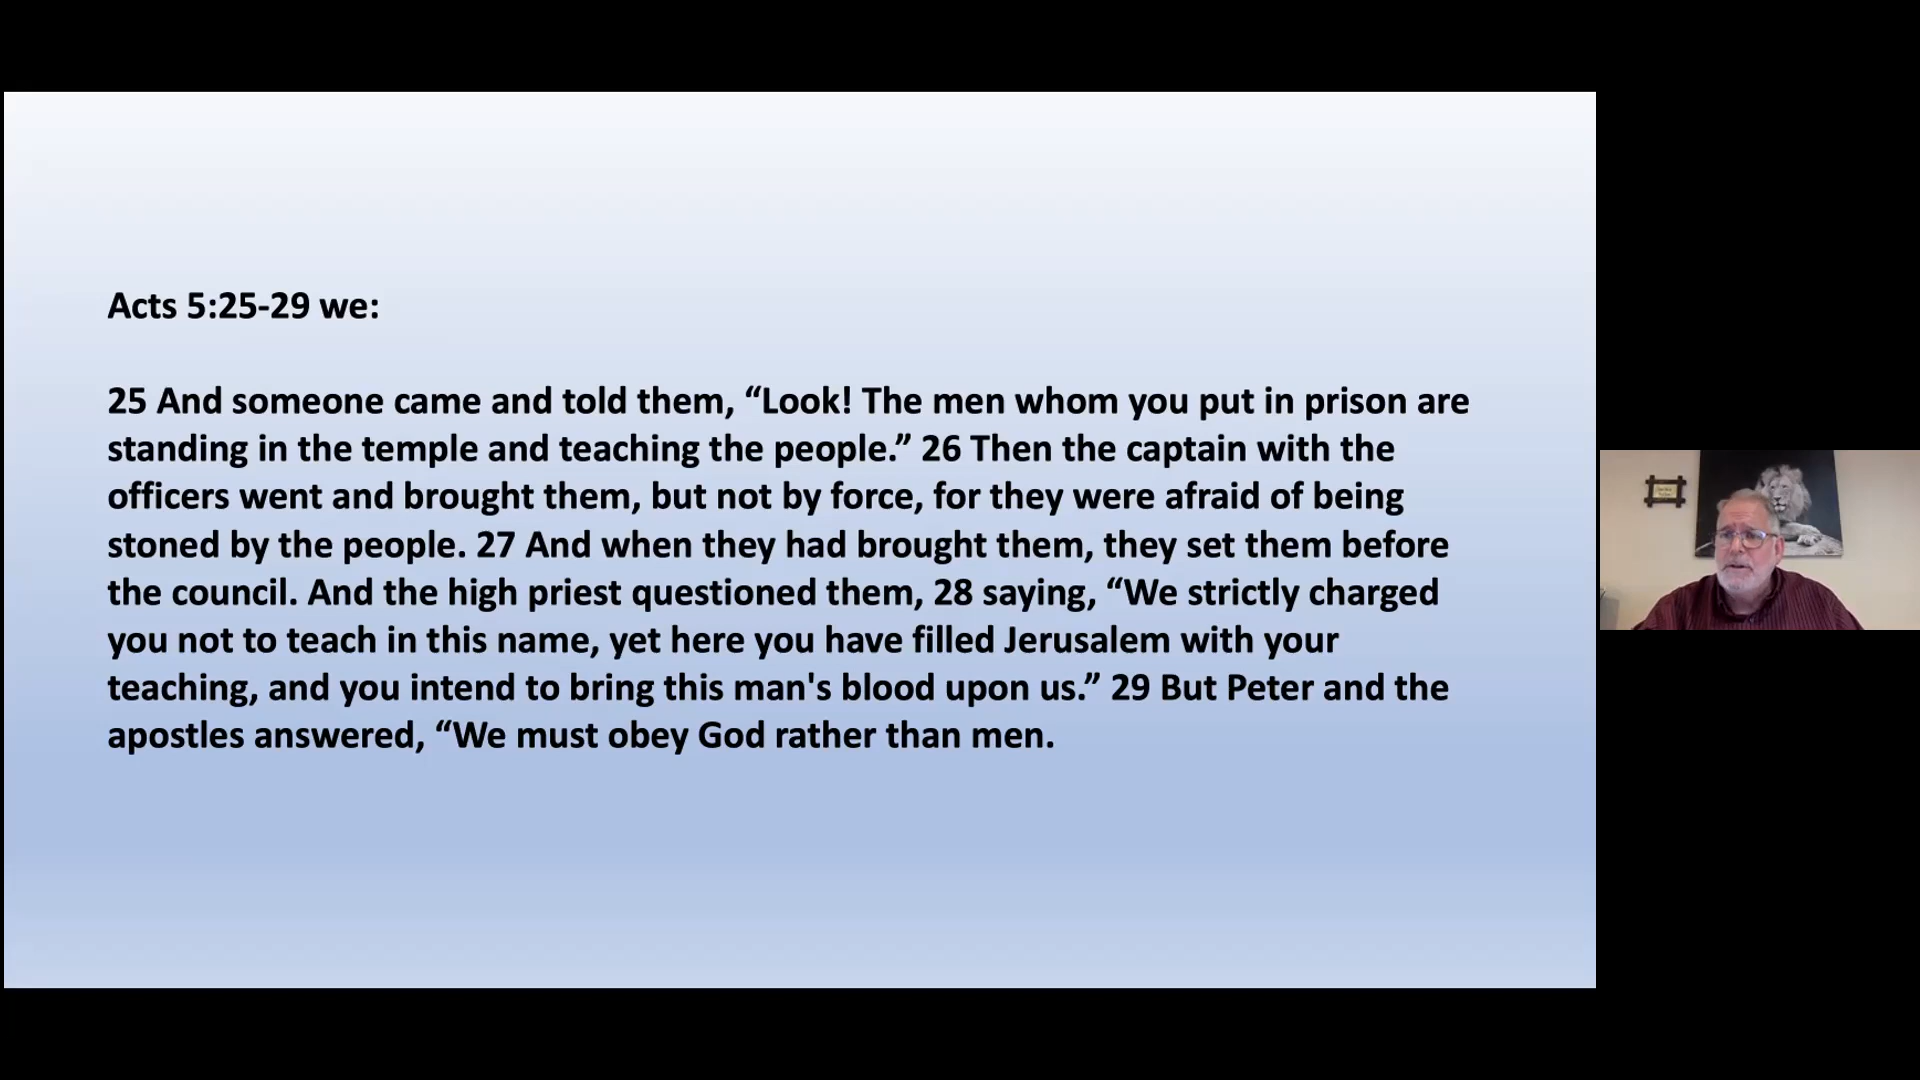 Acts 5:25-29 we:
25 And someone came and told them, “Look! The men whom you put in prison are
standing in the temple and teaching the people.” 26 Then the captain with the
officers went and brought them, but not by force, for they were afraid of being
stoned by the people. 27 And when they had brought them, they set them before
the council. And the high priest questioned them, 28 saying, “We strictly charged
you not to teach in this name, yet here you have filled Jerusalem with your
teaching, and you intend to bring this man's blood upon us.” 29 But Peter and the
apostles answered, “We must obey God rather than men.